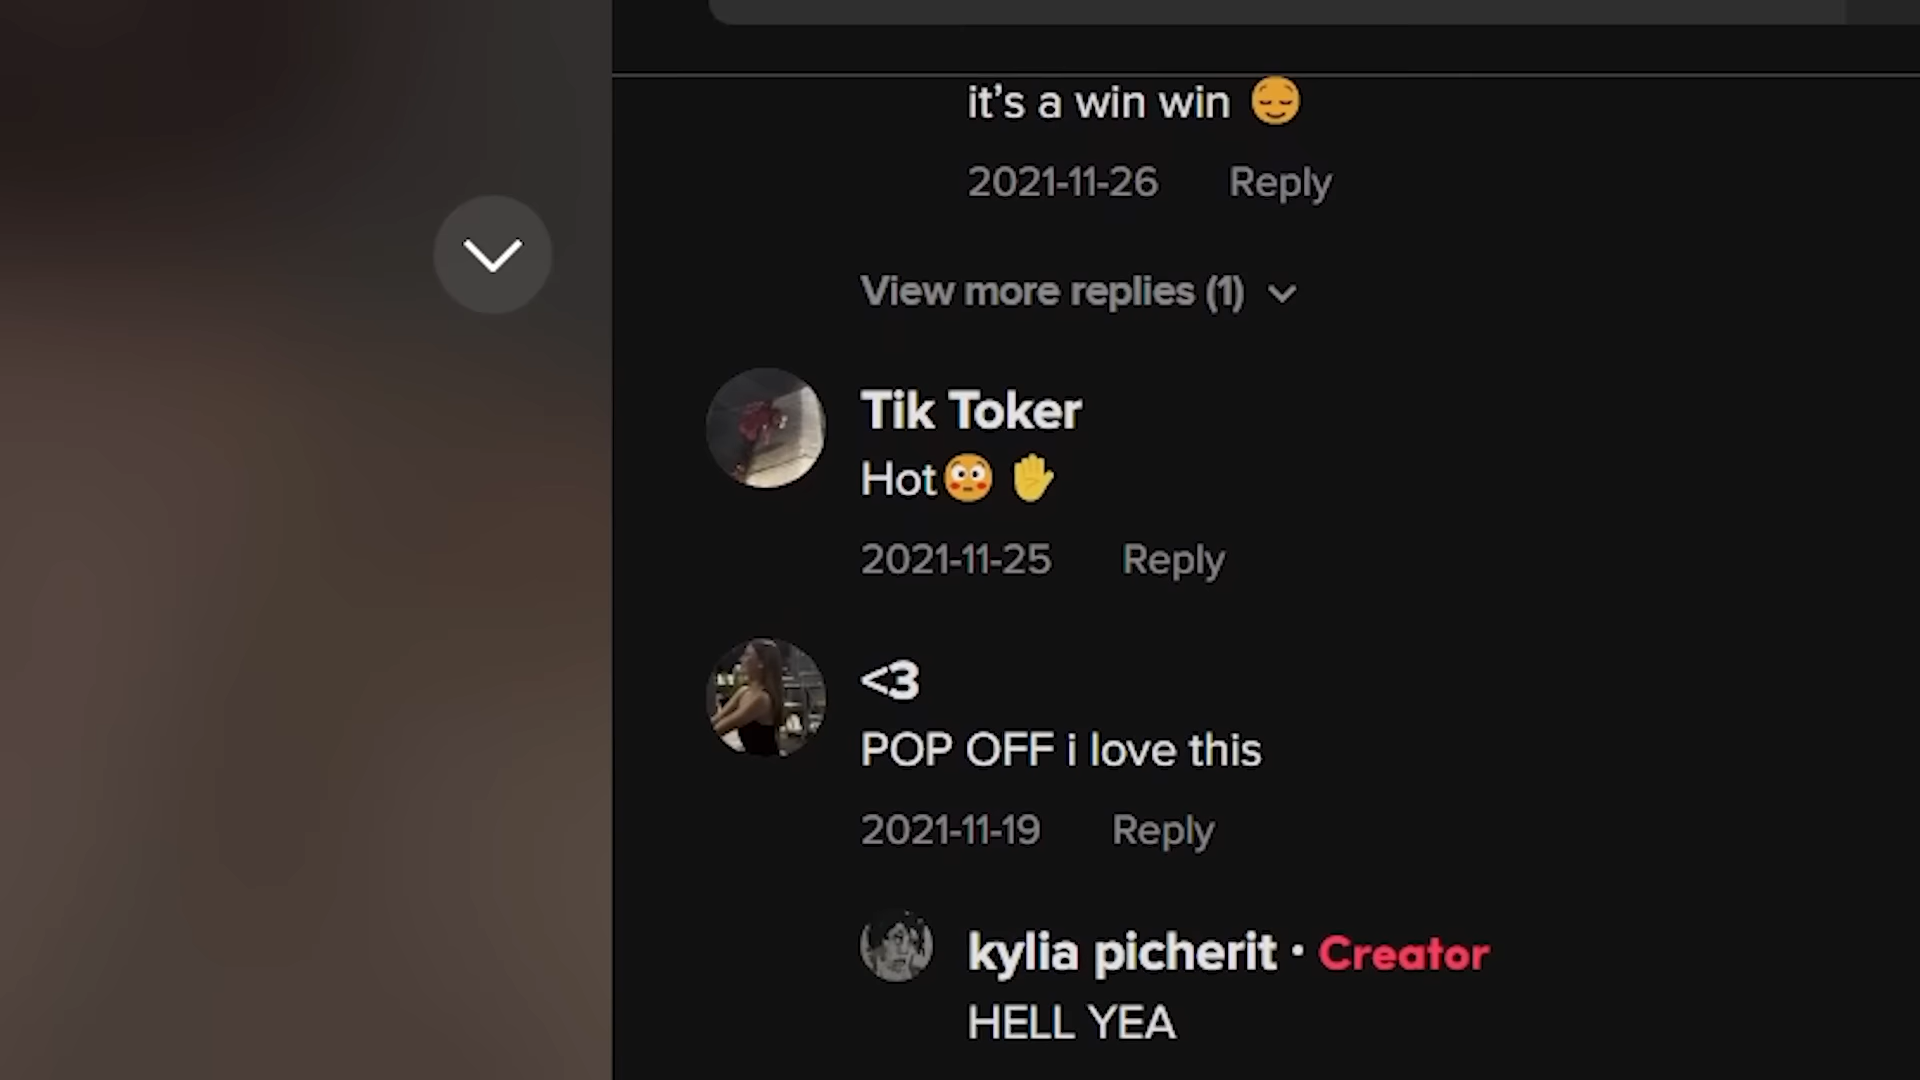 it’s a win win 😌
2021-11-26 Reply
View more replies (1)
Tik Toker
Hot😳 ✋
2021-11-25 Reply
<3
POP OFF i love this
2021-11-19 Reply
kylia picherit · Creator
HELL YEA